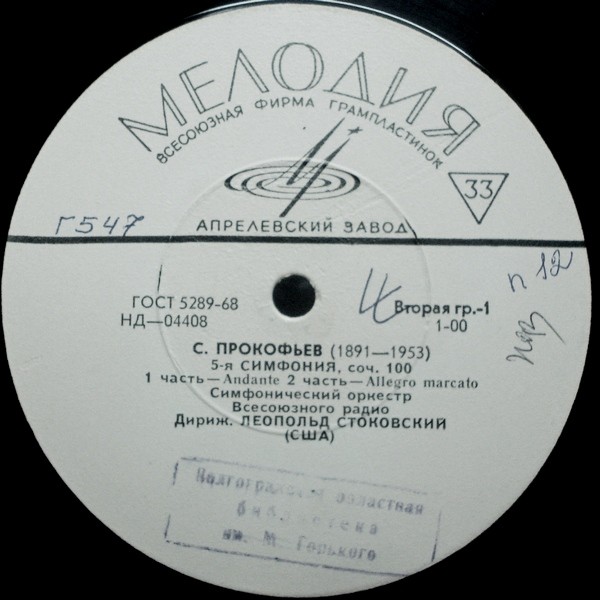 МЕЛОДИЯ
ВСЕСОЮЗНАЯ ФИРМА ГРАМПЛАСТИНОК
33
АПРЕЛЕВСКИЙ ЗАВОД
Г547
п 12
ГОСТ 5289-68
Вторая гр.-1
НД—04408
1-00
С. ПРОКОФЬЕВ (1891—1953)
5-я СИМФОНИЯ, соч. 100
1 часть—Andante 2 часть—Allegro marcato
Симфонический оркестр
Всесоюзного радио
Дириж. ЛЕОПОЛЬД СТОКОВСКИЙ
(США)
Волгоградская областная
библиотека
им. М. Горького